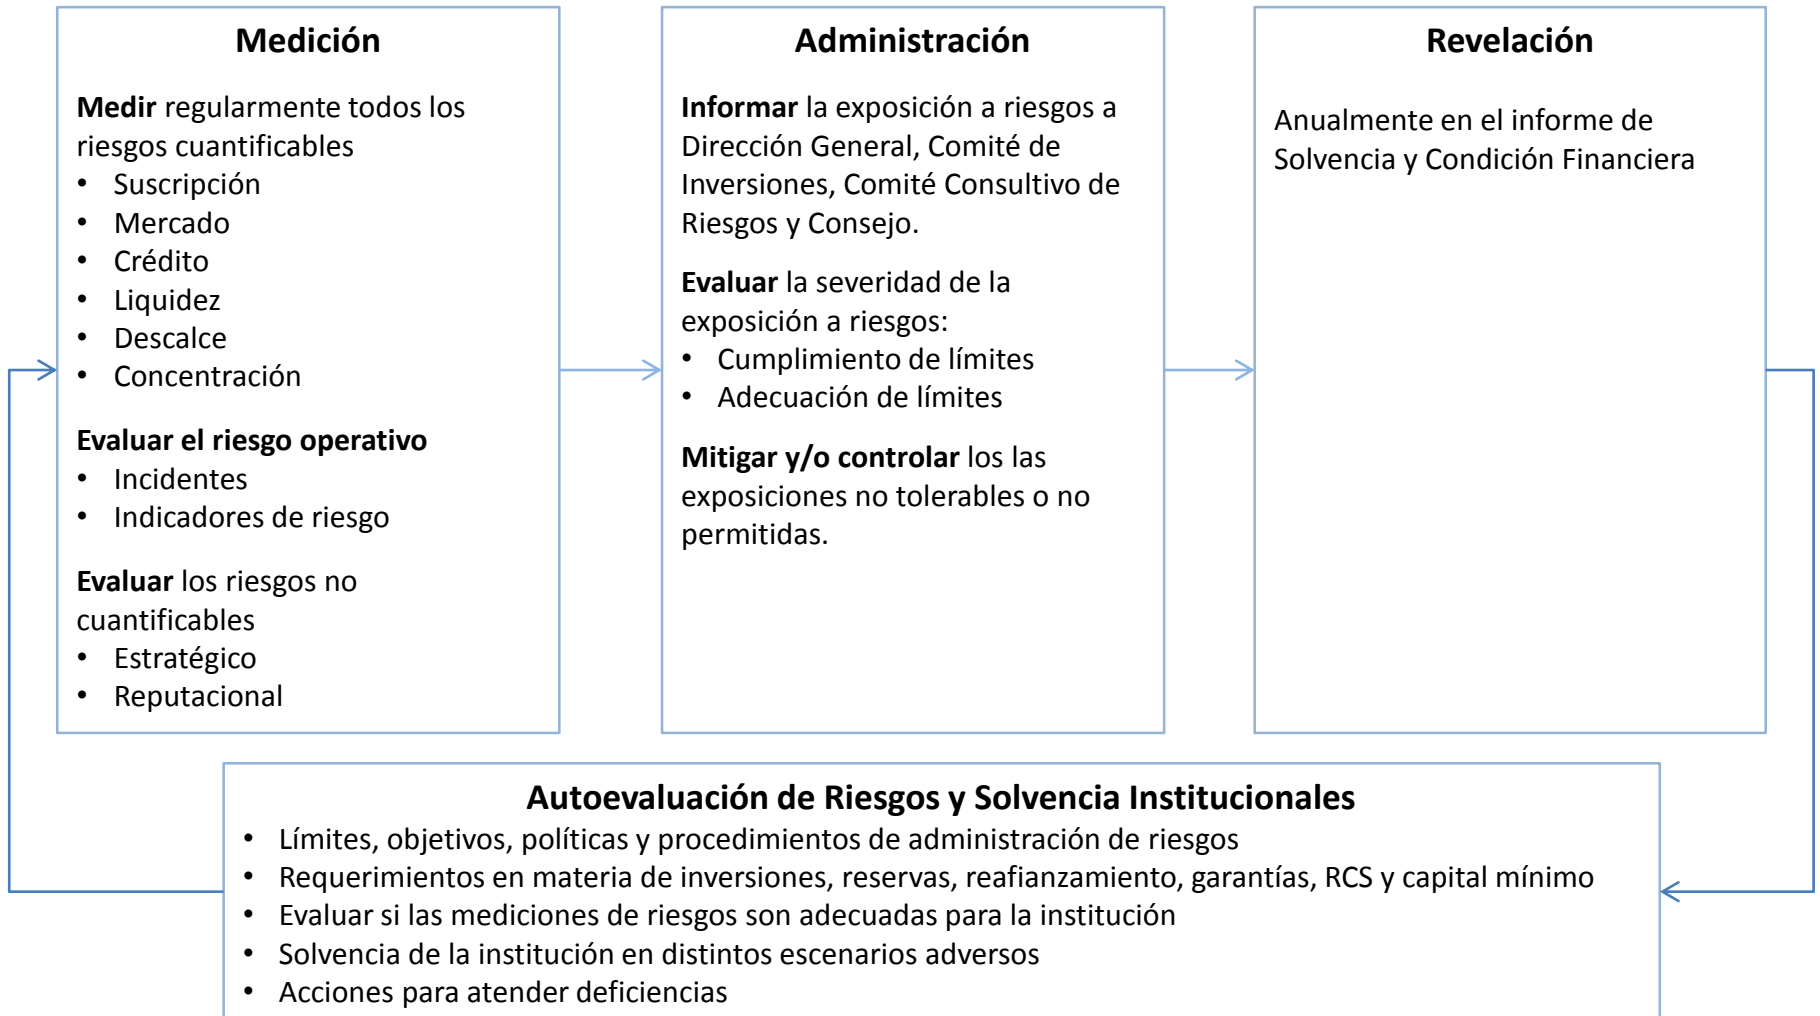 Medición
Medir regularmente todos los
riesgos cuantificables
• Suscripción
• Mercado
• Crédito
• Liquidez
• Descalce
• Concentración
Evaluar el riesgo operativo
• Incidentes
• Indicadores de riesgo
Evaluar los riesgos no
cuantificables
• Estratégico
• Reputacional
Administración
Informar la exposición a riesgos a
Dirección General, Comité de
Inversiones, Comité Consultivo de
Riesgos y Consejo.
Evaluar la severidad de la
exposición a riesgos:
• Cumplimiento de límites
• Adecuación de límites
Mitigar y/o controlar los las
exposiciones no tolerables o no
permitidas.
Revelación
Anualmente en el informe de
Solvencia y Condición Financiera
Autoevaluación de Riesgos y Solvencia Institucionales
• Límites, objetivos, políticas y procedimientos de administración de riesgos
• Requerimientos en materia de inversiones, reservas, reafianzamiento, garantías, RCS y capital mínimo
• Evaluar si las mediciones de riesgos son adecuadas para la institución
• Solvencia de la institución en distintos escenarios adversos
• Acciones para atender deficiencias